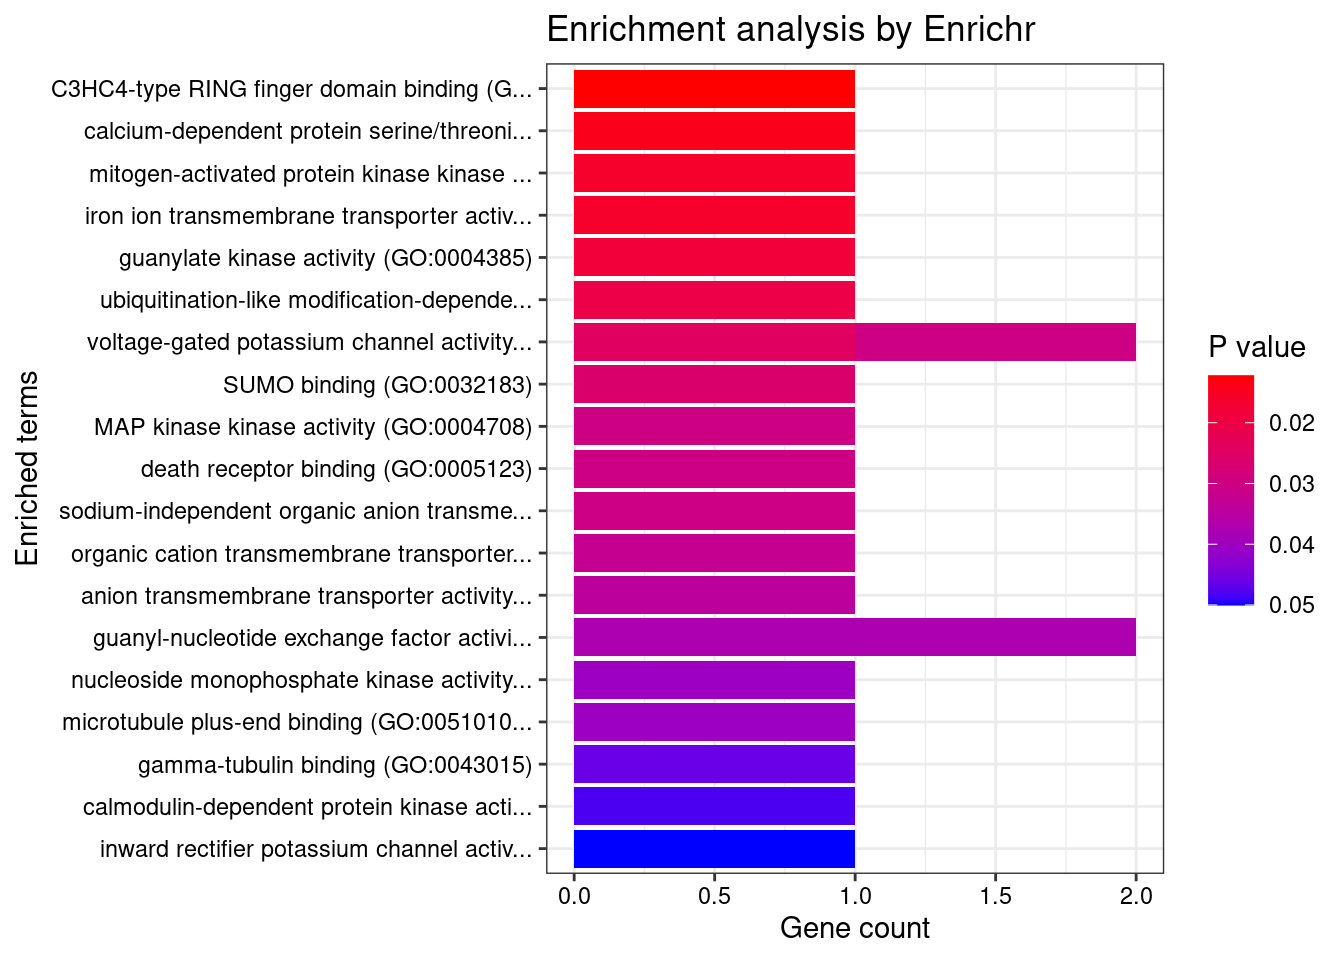 Enrichment analysis by Enrichr
C3HC4-type RING finger domain binding (G...
calcium-dependent protein serine/threoni...
mitogen-activated protein kinase kinase ...
iron ion transmembrane transporter activ...
guanylate kinase activity (GO:0004385)
ubiquitination-like modification-depende...
voltage-gated potassium channel activity...
SUMO binding (GO:0032183)
MAP kinase kinase activity (GO:0004708)
death receptor binding (GO:0005123)
sodium-independent organic anion transme...
organic cation transmembrane transporter...
anion transmembrane transporter activity...
guanyl-nucleotide exchange factor activi...
nucleoside monophosphate kinase activity...
microtubule plus-end binding (GO:0051010...
gamma-tubulin binding (GO:0043015)
calmodulin-dependent protein kinase acti...
inward rectifier potassium channel activ...
Enriched terms
0.0 0.5 1.0 1.5 2.0
Gene count
P value
0.02
0.03
0.04
0.05